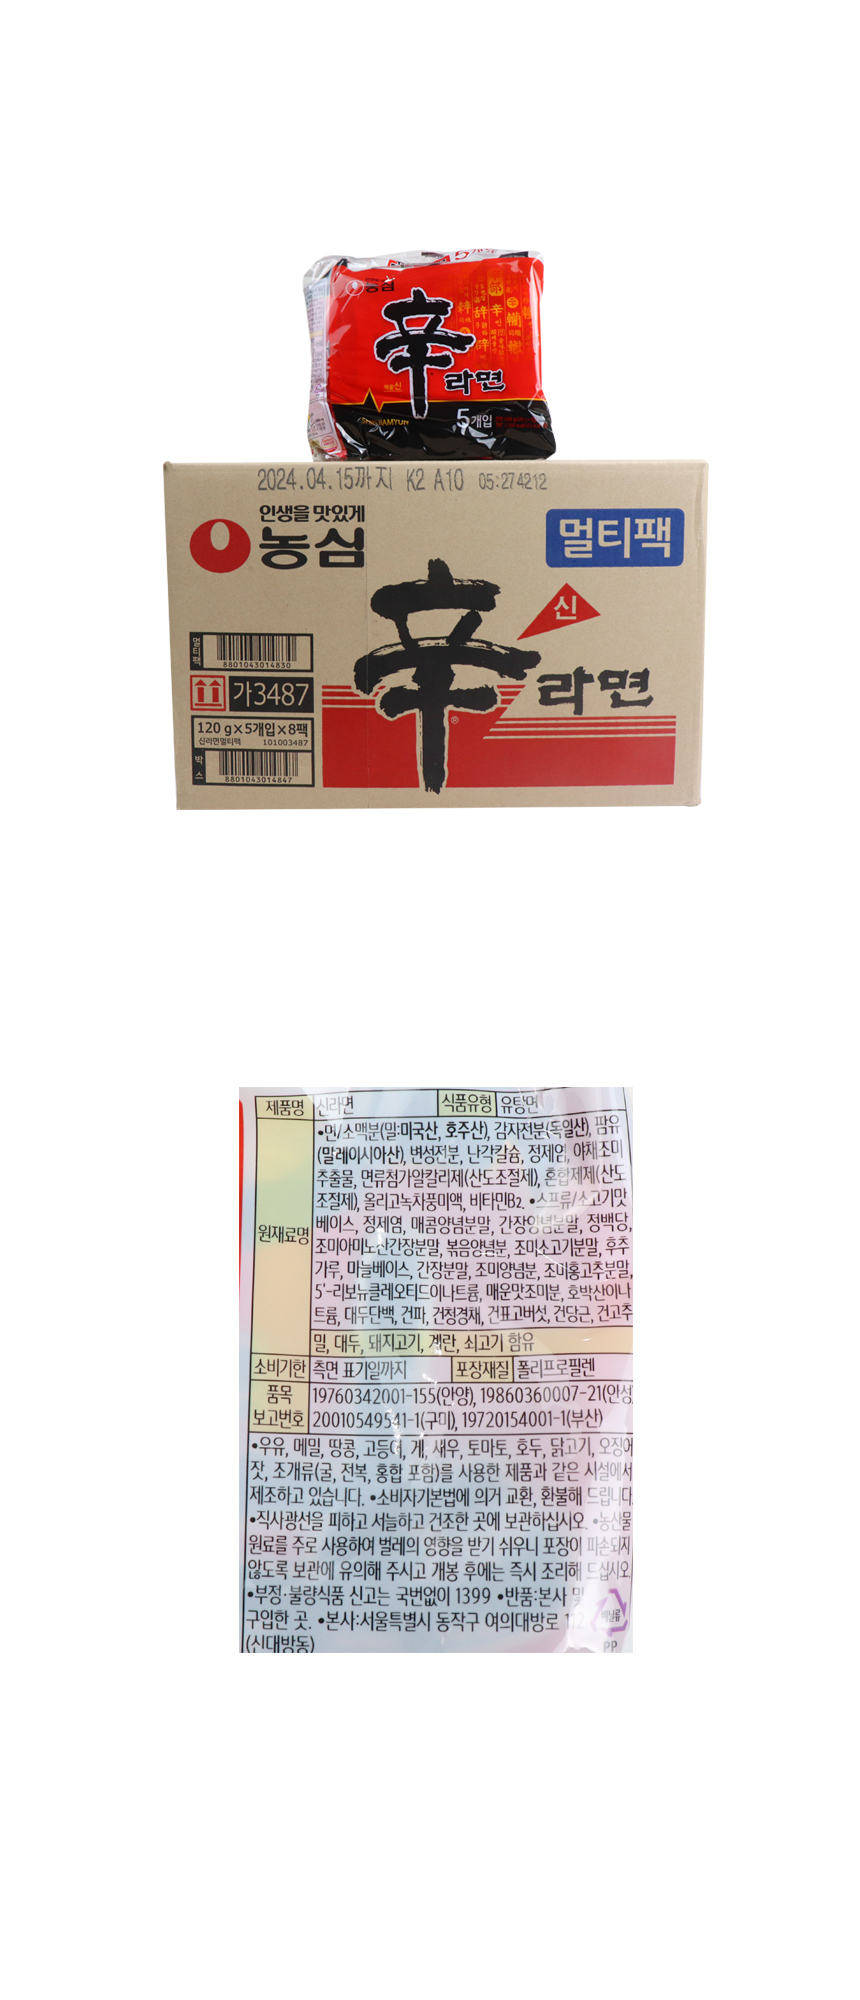 농심
辛
라면
매울신
SHIN RAMYUN
5개입
2024.04.15까지 K2 A10 05:27 4212
인생을 맛있게
농심
멀티팩
辛
신
라면
®
멀티팩
8801043014830
가3487
120 g×5개입×8팩
신라면멀티팩 101003487
박스
8801043014847
제품명 신라면 식품유형 유탕면
원재료명
•면/소맥분(밀:미국산, 호주산), 감자전분(독일산), 팜유
(말레이시아산), 변성전분, 난각칼슘, 정제염, 야채조미
추출물, 면류첨가알칼리제(산도조절제), 혼합제제(산도
조절제), 올리고녹차풍미액, 비타민B2. •스프류/소고기맛
베이스, 정제염, 매콤양념분말, 간장양념분말, 정백당,
조미아미노산간장분말, 볶음양념분, 조미소고기분말, 후추
가루, 마늘베이스, 간장분말, 조미양념분, 조미홍고추분말,
5'-리보뉴클레오티드이나트륨, 매운맛조미분, 호박산이나
트륨, 대두단백, 건파, 건청경채, 건표고버섯, 건당근, 건고추
밀, 대두, 돼지고기, 계란, 쇠고기 함유
소비기한 측면 표기일까지 포장재질 폴리프로필렌
품목 19760342001-155(안양), 19860360007-21(안성)
보고번호 20010549541-1(구미), 19720154001-1(부산)
•우유, 메밀, 땅콩, 고등어, 게, 새우, 토마토, 호두, 닭고기, 오징어
잣, 조개류(굴, 전복, 홍합 포함)를 사용한 제품과 같은 시설에서
제조하고 있습니다. •소비자기본법에 의거 교환, 환불해 드립니다
•직사광선을 피하고 서늘하고 건조한 곳에 보관하십시오. •농산물
원료를 주로 사용하여 벌레의 영향을 받기 쉬우니 포장이 파손되지
않도록 보관에 유의해 주시고 개봉 후에는 즉시 조리해 드십시오.
•부정·불량식품 신고는 국번없이 1399 •반품:본사 및
구입한 곳. •본사:서울특별시 동작구 여의대방로 112
(신대방동)
비닐류
PP